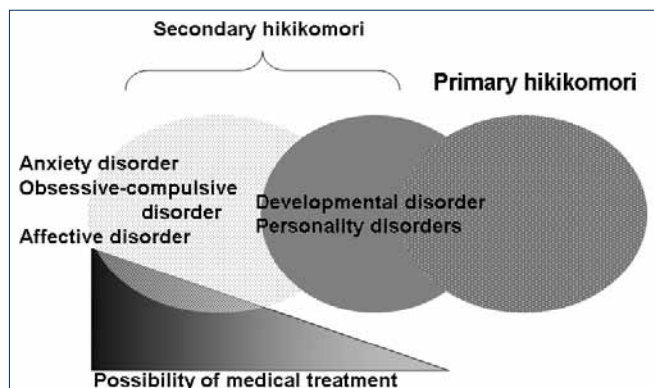 Secondary hikikomori
Primary hikikomori
Anxiety disorder
Obsessive-compulsive
disorder
Affective disorder
Developmental disorder
Personality disorders
Possibility of medical treatment